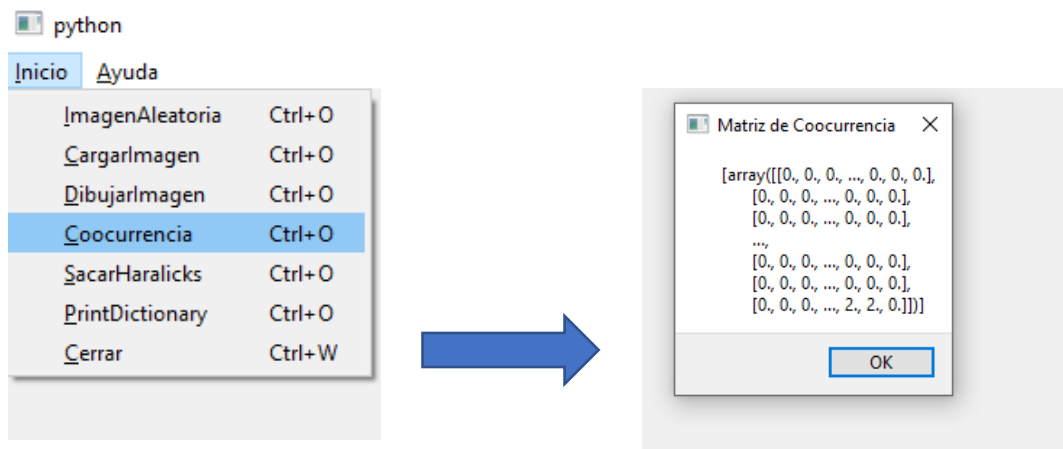 python
Inicio Ayuda
ImagenAleatoria Ctrl+O
CargarImagen Ctrl+O
DibujarImagen Ctrl+O
Coocurrencia Ctrl+O
SacarHaralicks Ctrl+O
PrintDictionary Ctrl+O
Cerrar Ctrl+W
Matriz de Coocurrencia
[array([[0., 0., 0., ..., 0., 0., 0.],
[0., 0., 0., ..., 0., 0., 0.],
[0., 0., 0., ..., 0., 0., 0.],
...,
[0., 0., 0., ..., 0., 0., 0.],
[0., 0., 0., ..., 0., 0., 0.],
[0., 0., 0., ..., 2., 2., 0.]])]
OK